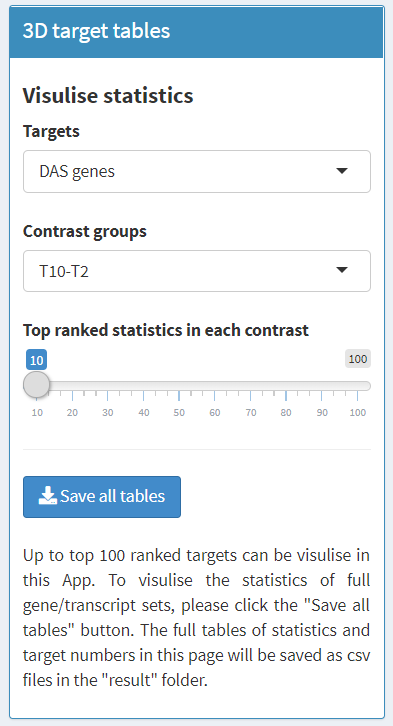 3D target tables
Visulise statistics
Targets
DAS genes
Contrast groups
T10-T2
Top ranked statistics in each contrast
10 100
10 20 30 40 50 60 70 80 90 100
Save all tables
Up to top 100 ranked targets can be visulise in
this App. To visulise the statistics of full
gene/transcript sets, please click the "Save all
tables" button. The full tables of statistics and
target numbers in this page will be saved as csv
files in the "result" folder.